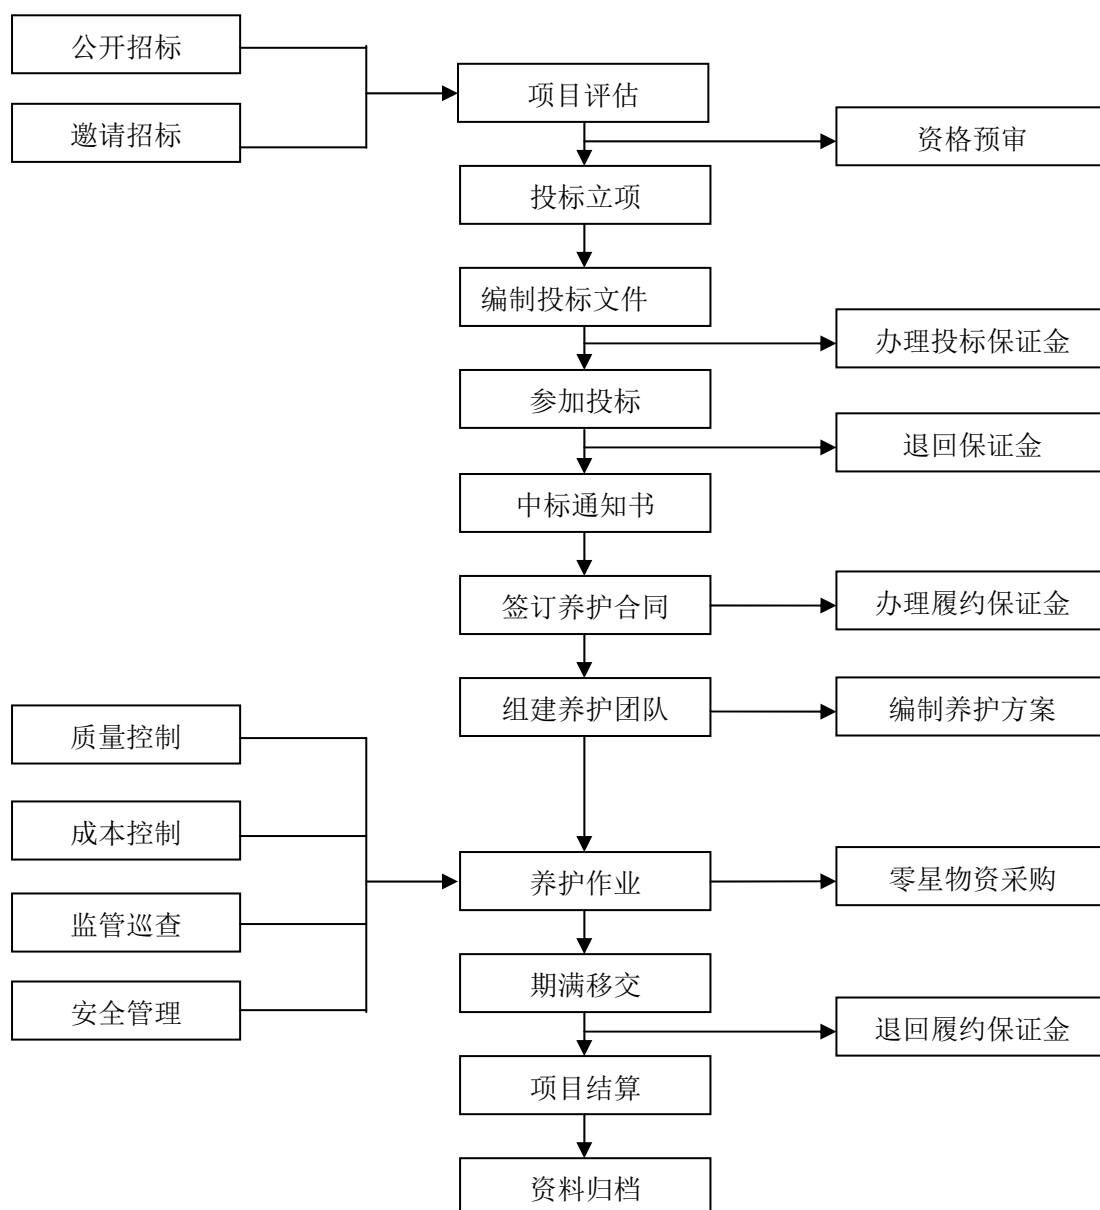 公开招标
项目评估
邀请招标
资格预审
投标立项
编制投标文件
办理投标保证金
参加投标
退回保证金
中标通知书
签订养护合同
办理履约保证金
组建养护团队
编制养护方案
质量控制
成本控制
养护作业
零星物资采购
监管巡查
期满移交
安全管理
退回履约保证金
项目结算
资料归档